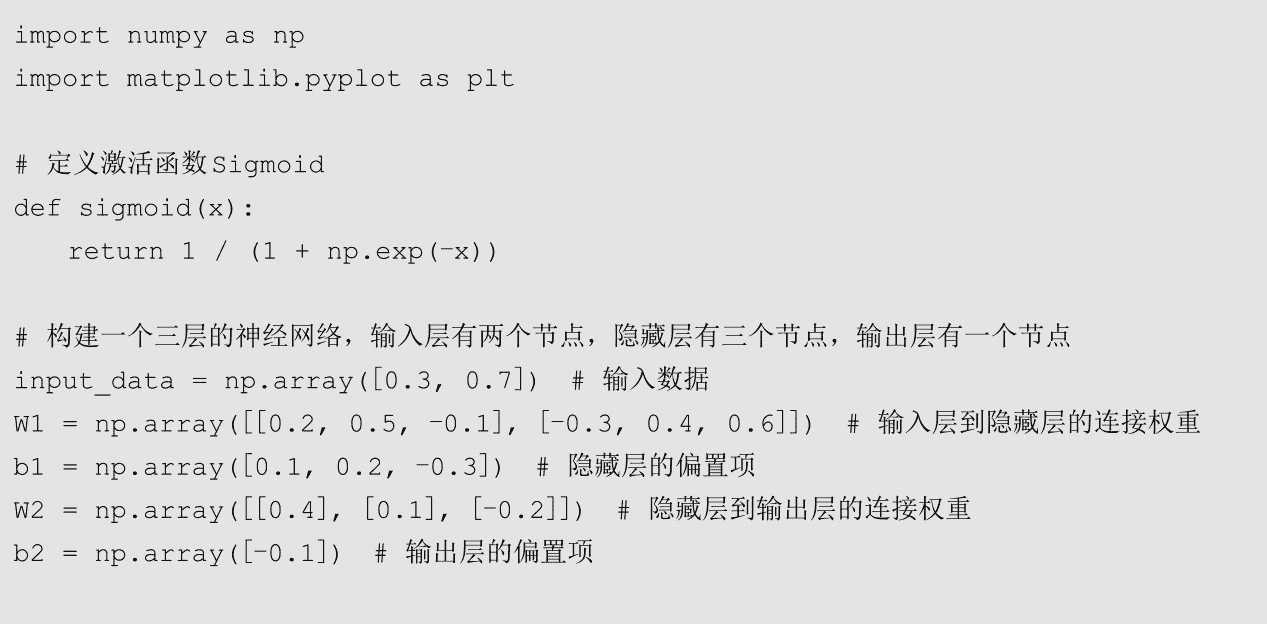 import numpy as np
import matplotlib.pyplot as plt
# 定义激活函数Sigmoid
def sigmoid(x):
    return 1 / (1 + np.exp(-x))
# 构建一个三层的神经网络，输入层有两个节点，隐藏层有三个节点，输出层有一个节点
input_data = np.array([0.3, 0.7])  # 输入数据
W1 = np.array([[0.2, 0.5, -0.1], [-0.3, 0.4, 0.6]])  # 输入层到隐藏层的连接权重
b1 = np.array([0.1, 0.2, -0.3])  # 隐藏层的偏置项
W2 = np.array([[0.4], [0.1], [-0.2]])  # 隐藏层到输出层的连接权重
b2 = np.array([-0.1])  # 输出层的偏置项